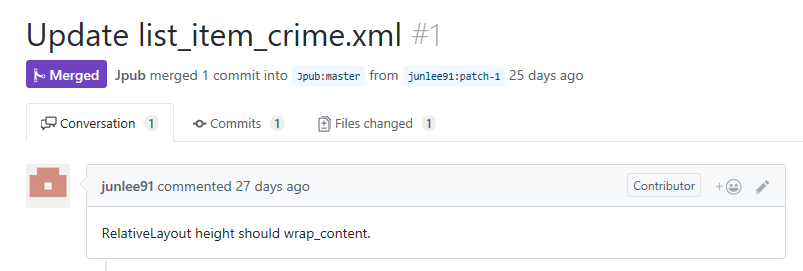 Update list_item_crime.xml #1
Merged Jpub merged 1 commit into Jpub:master from junlee91:patch-1 25 days ago
Conversation 1 Commits 1 Files changed 1
junlee91 commented 27 days ago Contributor +
RelativeLayout height should wrap_content.